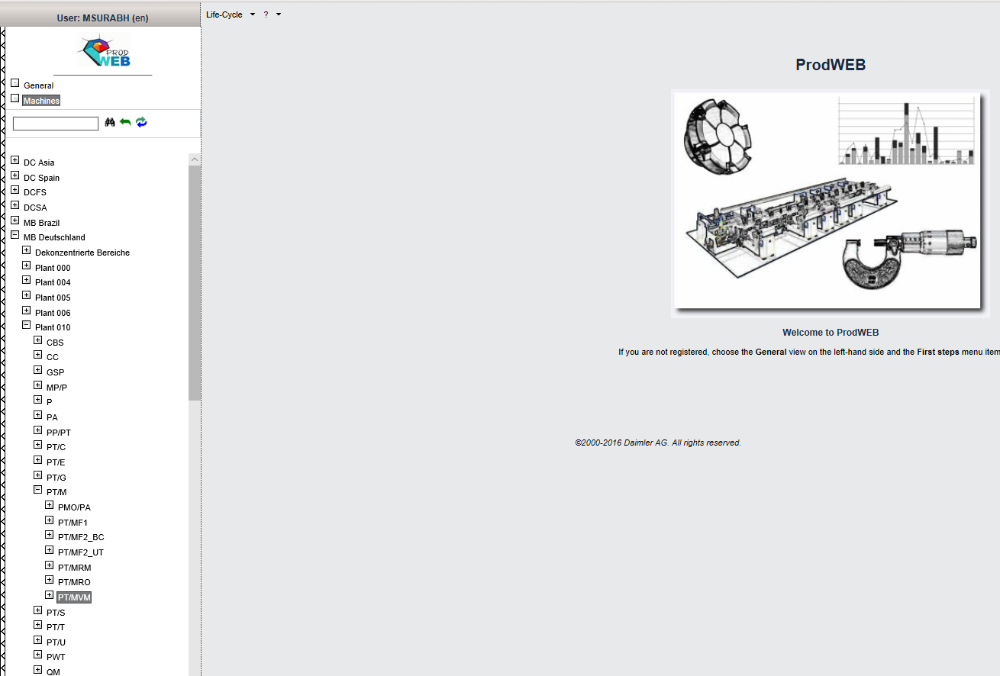 User: MSURABH (en)
Life-Cycle ?
PROD
WEB
General
Machines
DC Asia
DC Spain
DCFS
DCSA
MB Brazil
MB Deutschland
Dekonzentrierte Bereiche
Plant 000
Plant 004
Plant 005
Plant 006
Plant 010
CBS
CC
GSP
MP/P
P
PA
PP/PT
PT/C
PT/E
PT/G
PT/M
PMO/PA
PT/MF1
PT/MF2_BC
PT/MF2_UT
PT/MRM
PT/MRO
PT/MVM
PT/S
PT/T
PT/U
PWT
QM
ProdWEB
Welcome to ProdWEB
If you are not registered, choose the General view on the left-hand side and the First steps menu item
©2000-2016 Daimler AG. All rights reserved.